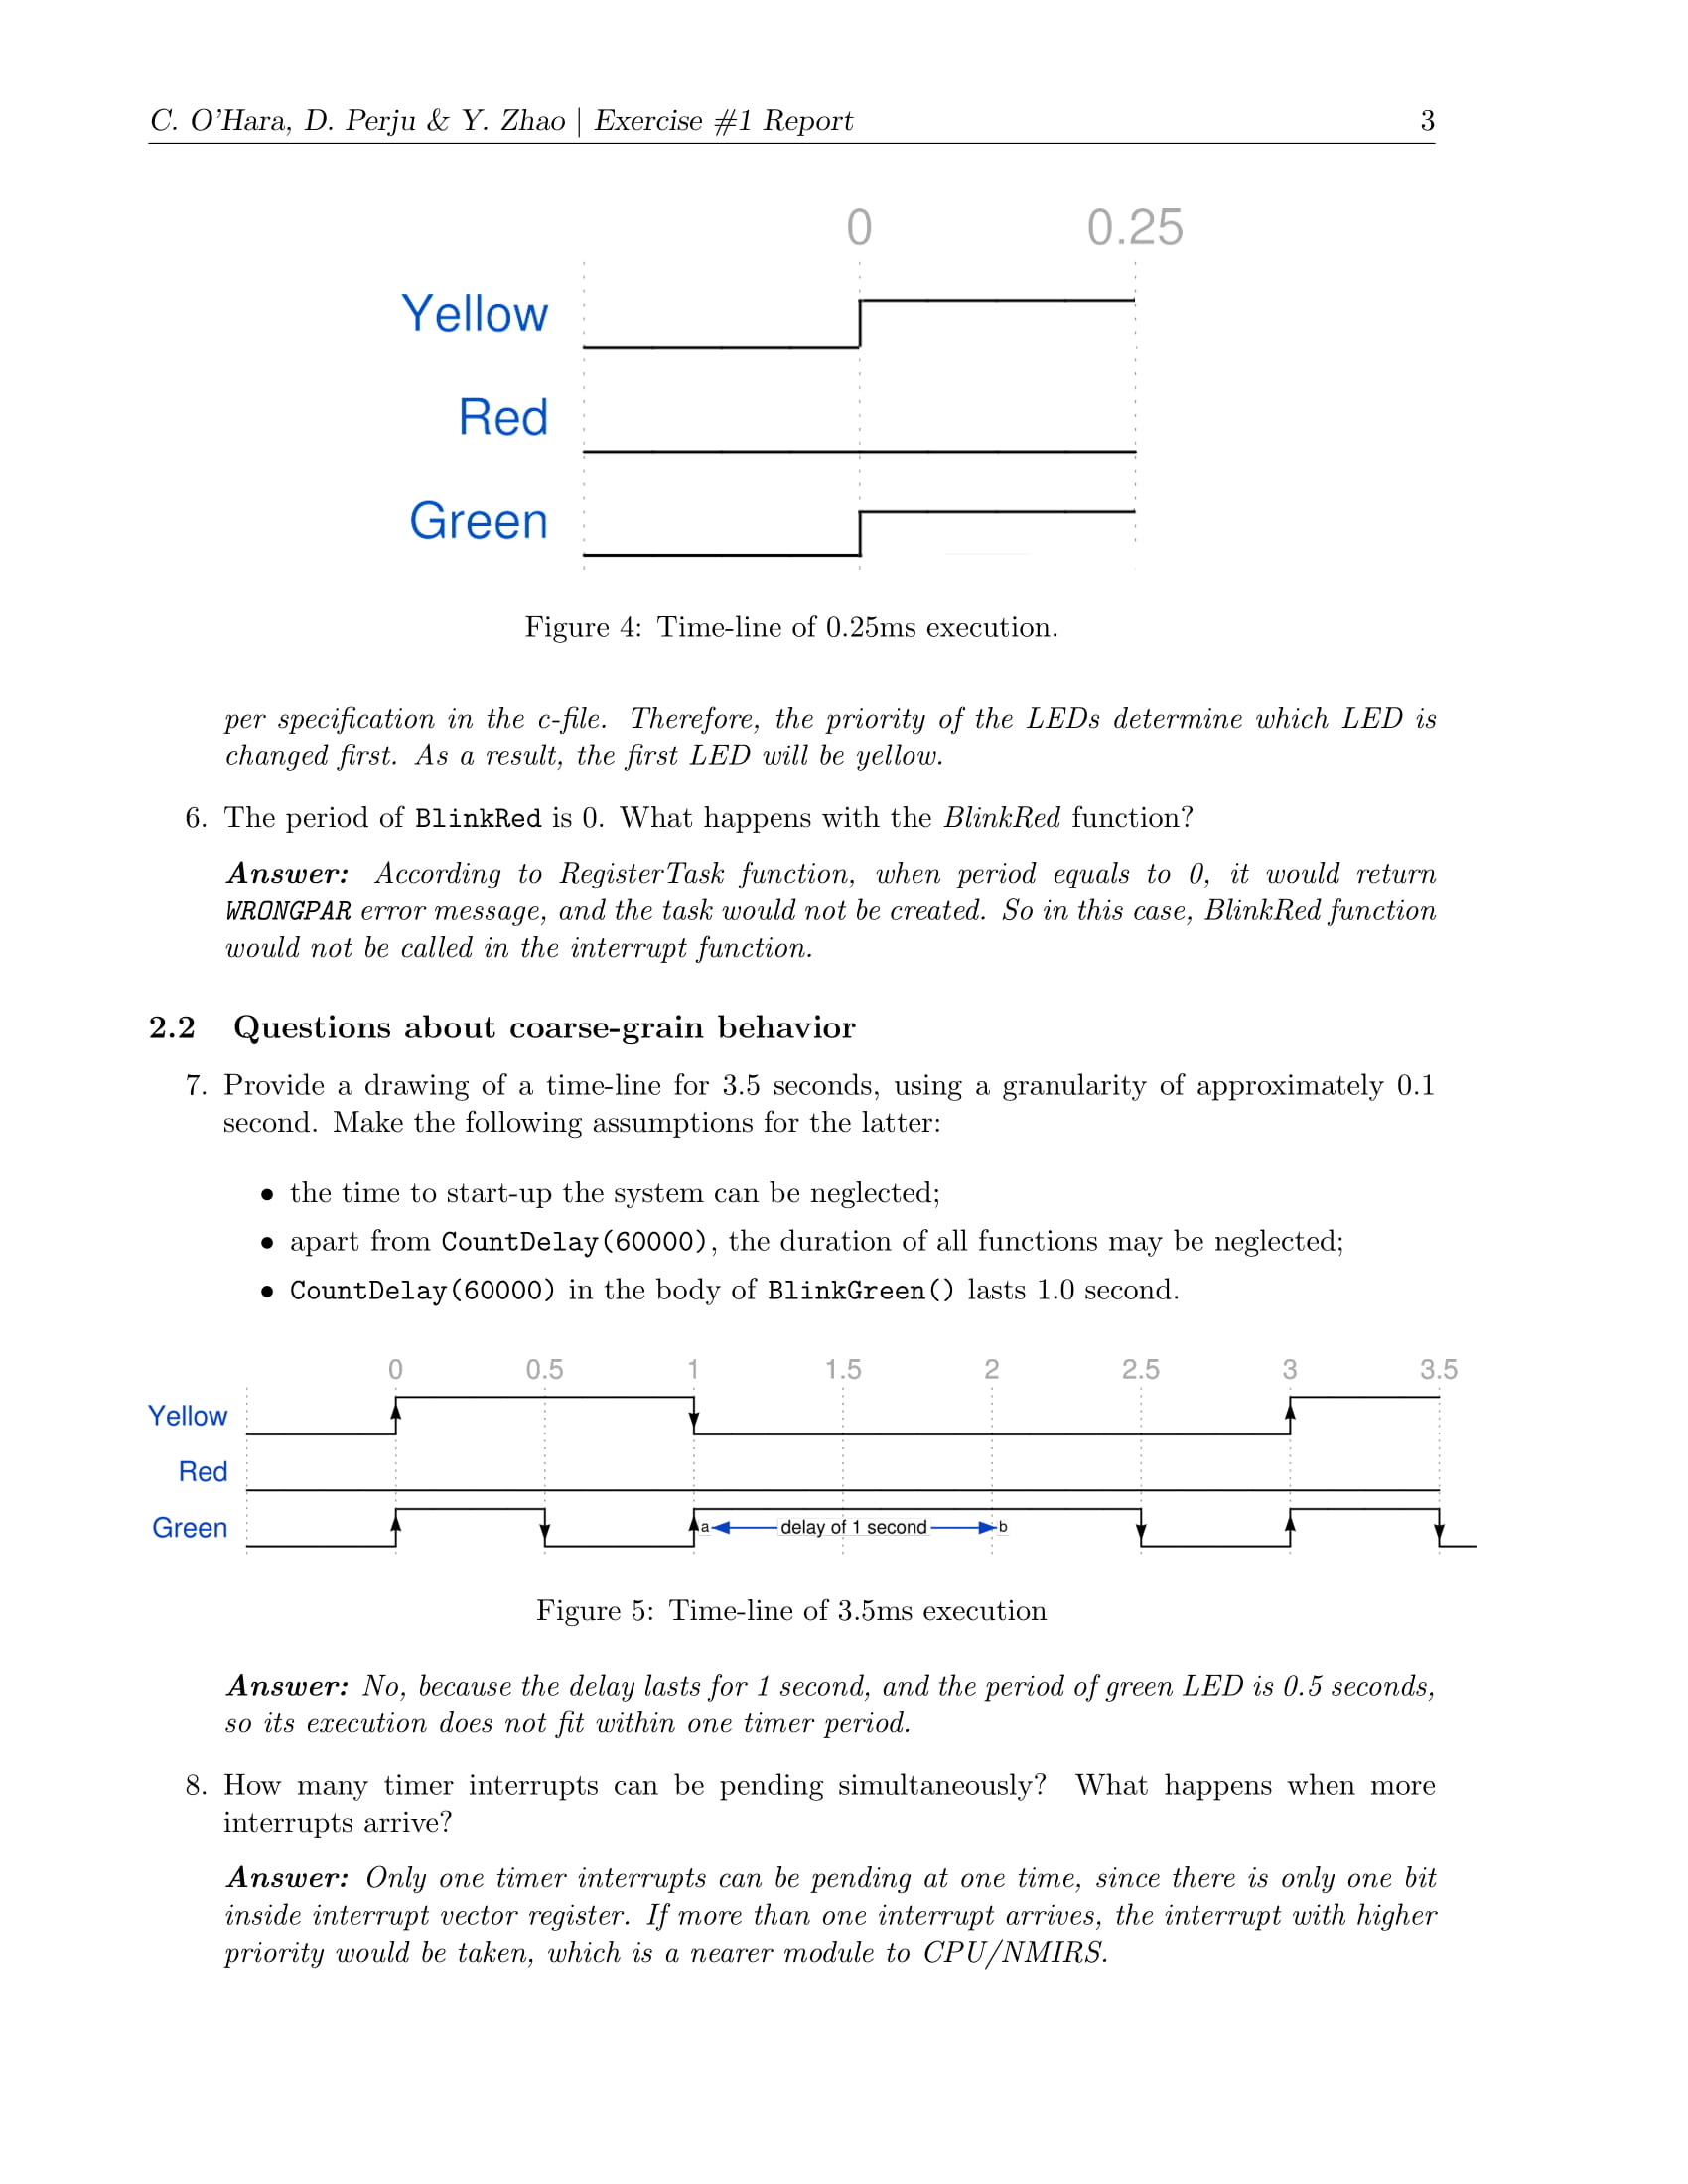 C. O'Hara, D. Perju & Y. Zhao | Exercise #1 Report 3
0 0.25
Yellow
Red
Green
Figure 4: Time-line of 0.25ms execution.
per specification in the c-file. Therefore, the priority of the LEDs determine which LED is
changed first. As a result, the first LED will be yellow.
6. The period of BlinkRed is 0. What happens with the BlinkRed function?
Answer: According to RegisterTask function, when period equals to 0, it would return
WRONGPAR error message, and the task would not be created. So in this case, BlinkRed function
would not be called in the interrupt function.
2.2 Questions about coarse-grain behavior
7. Provide a drawing of a time-line for 3.5 seconds, using a granularity of approximately 0.1
second. Make the following assumptions for the latter:
• the time to start-up the system can be neglected;
• apart from CountDelay(60000), the duration of all functions may be neglected;
• CountDelay(60000) in the body of BlinkGreen() lasts 1.0 second.
0 0.5 1 1.5 2 2.5 3 3.5
Yellow
Red
Green a delay of 1 second b
Figure 5: Time-line of 3.5ms execution
Answer: No, because the delay lasts for 1 second, and the period of green LED is 0.5 seconds,
so its execution does not fit within one timer period.
8. How many timer interrupts can be pending simultaneously? What happens when more
interrupts arrive?
Answer: Only one timer interrupts can be pending at one time, since there is only one bit
inside interrupt vector register. If more than one interrupt arrives, the interrupt with higher
priority would be taken, which is a nearer module to CPU/NMIRS.